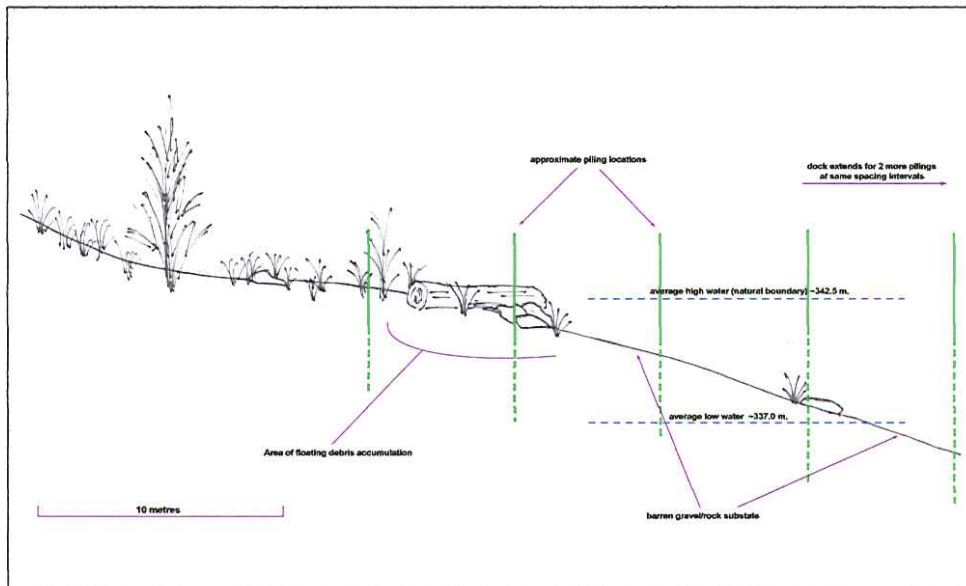 approximate piling locations
dock extends for 2 more pilings
at same spacing intervals
average high water (natural boundary) ~342.5 m.
average low water ~337.0 m.
Area of floating debris accumulation
10 metres
barren gravel/rock substate